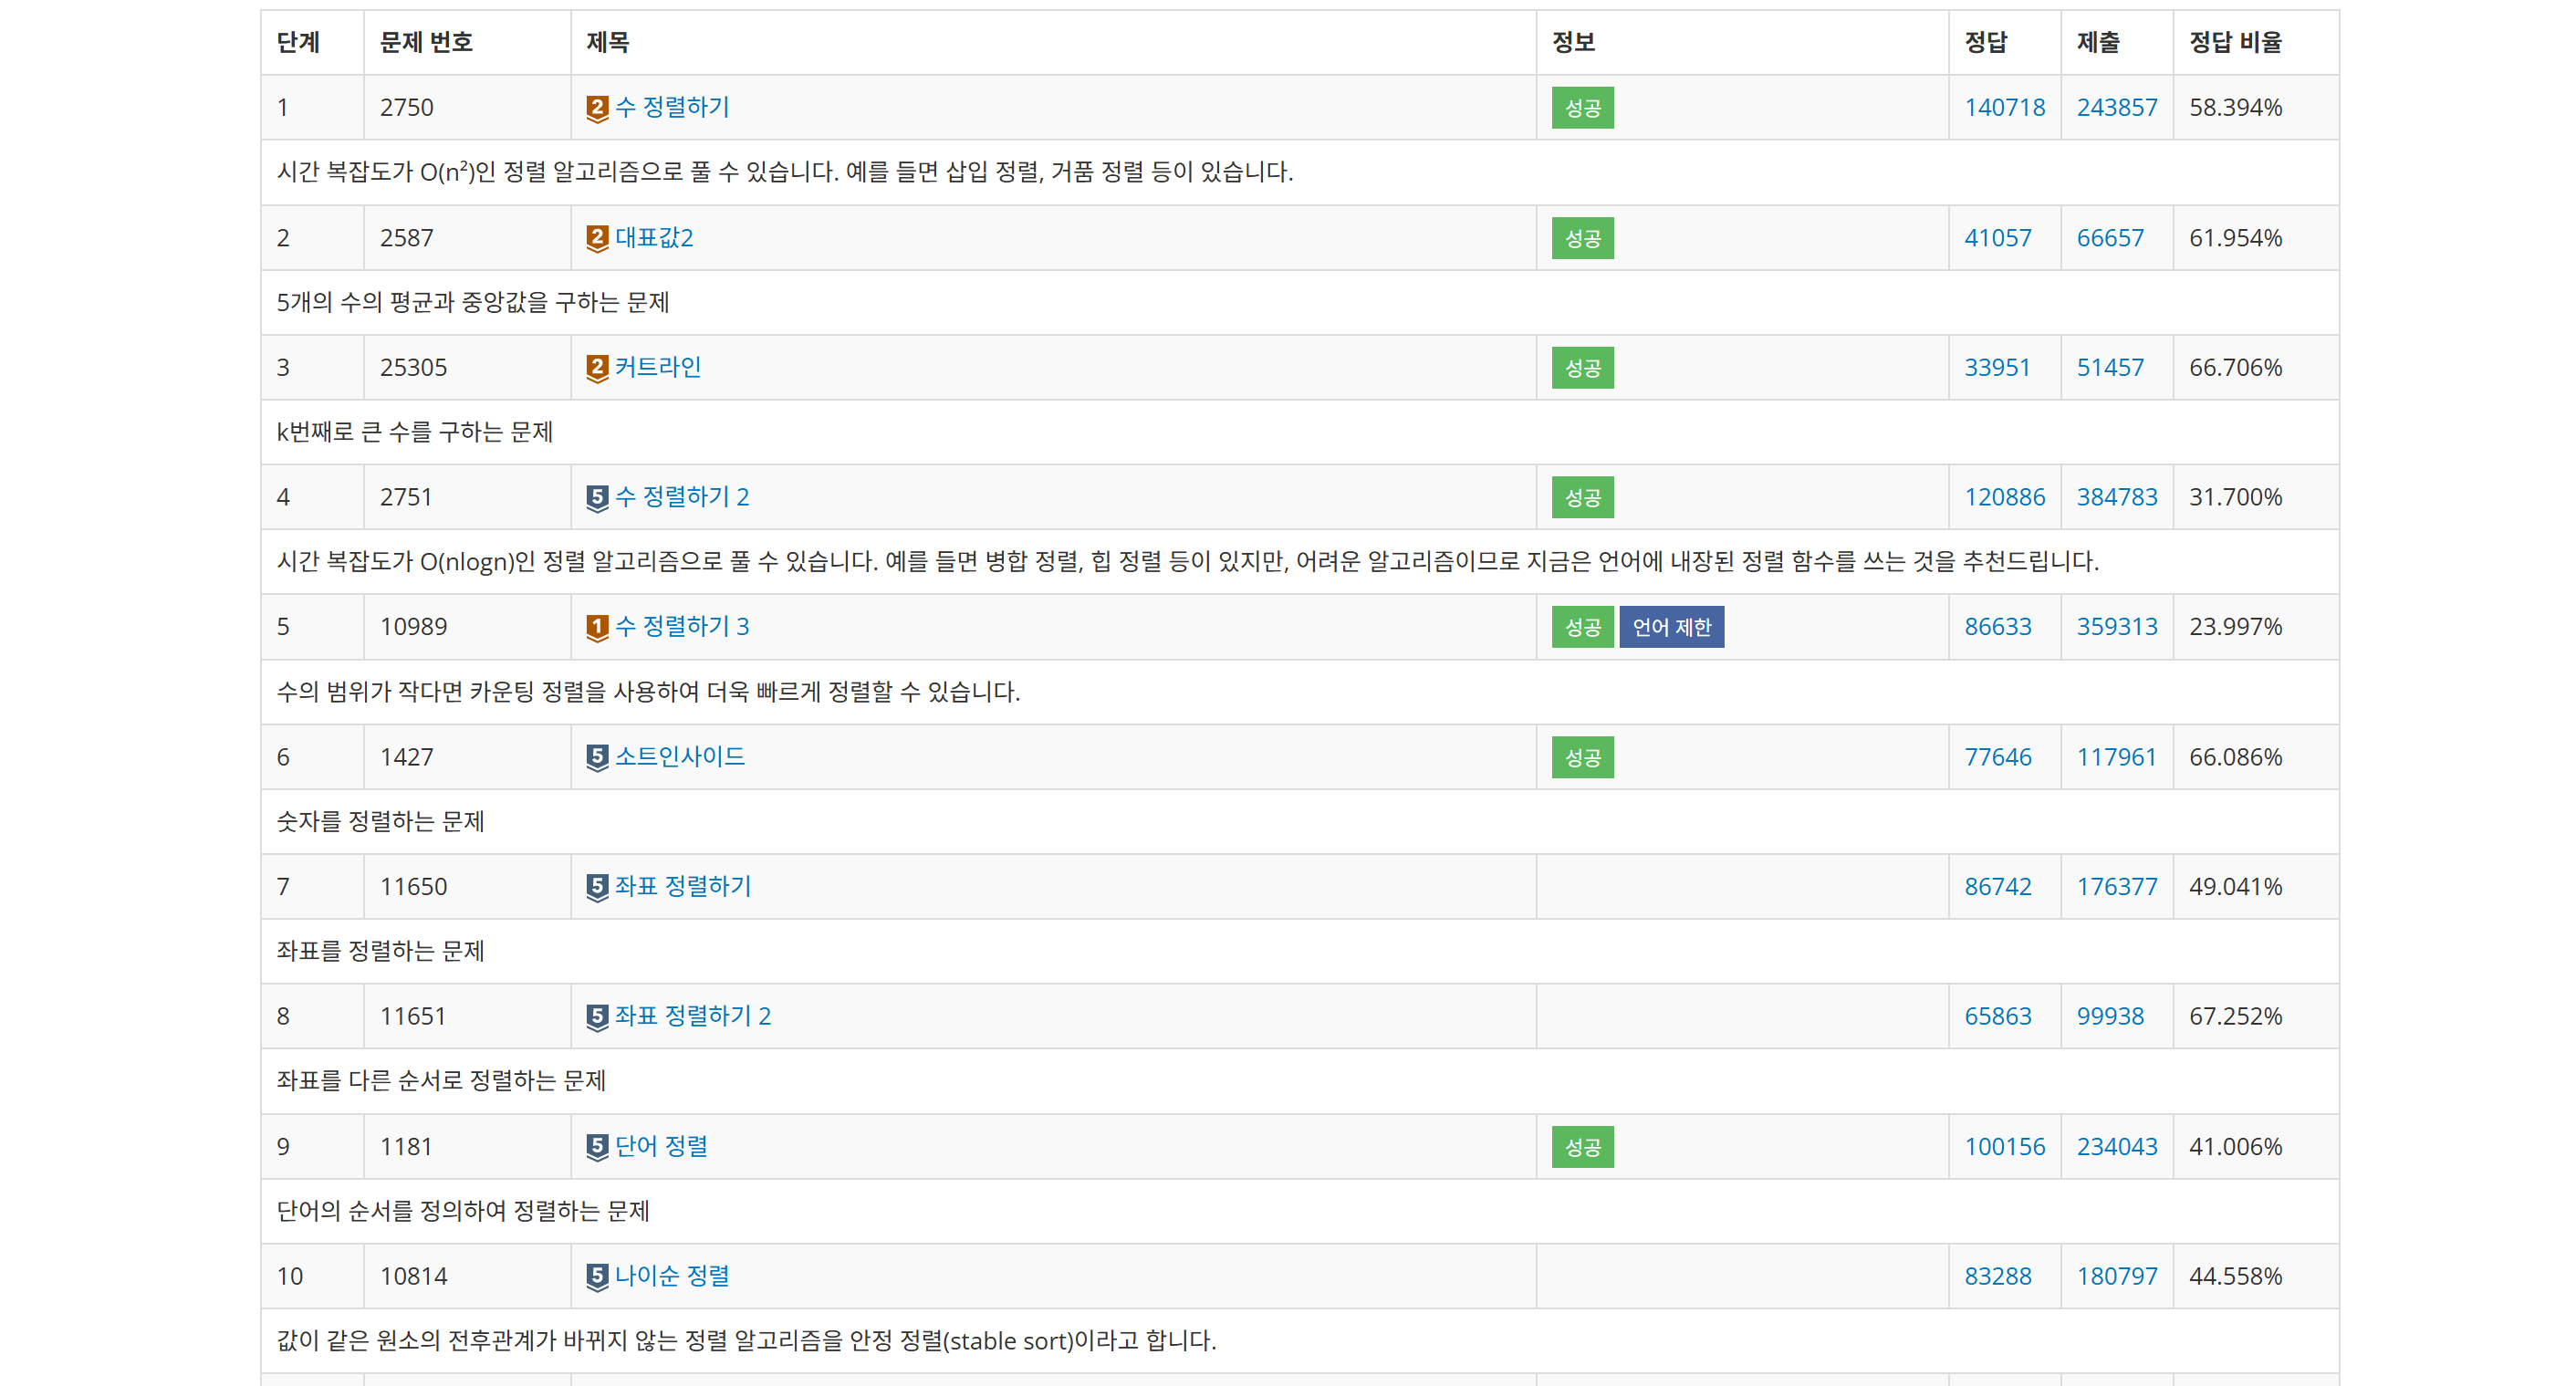 단계 문제 번호 제목 정보 정답 제출 정답 비율
1 2750 2 수 정렬하기 성공 140718 243857 58.394%
시간 복잡도가 O(n²)인 정렬 알고리즘으로 풀 수 있습니다. 예를 들면 삽입 정렬, 거품 정렬 등이 있습니다.
2 2587 2 대표값2 성공 41057 66657 61.954%
5개의 수의 평균과 중앙값을 구하는 문제
3 25305 2 커트라인 성공 33951 51457 66.706%
k번째로 큰 수를 구하는 문제
4 2751 5 수 정렬하기 2 성공 120886 384783 31.700%
시간 복잡도가 O(nlogn)인 정렬 알고리즘으로 풀 수 있습니다. 예를 들면 병합 정렬, 힙 정렬 등이 있지만, 어려운 알고리즘이므로 지금은 언어에 내장된 정렬 함수를 쓰는 것을 추천드립니다.
5 10989 1 수 정렬하기 3 성공 언어 제한 86633 359313 23.997%
수의 범위가 작다면 카운팅 정렬을 사용하여 더욱 빠르게 정렬할 수 있습니다.
6 1427 5 소트인사이드 성공 77646 117961 66.086%
숫자를 정렬하는 문제
7 11650 5 좌표 정렬하기 86742 176377 49.041%
좌표를 정렬하는 문제
8 11651 5 좌표 정렬하기 2 65863 99938 67.252%
좌표를 다른 순서로 정렬하는 문제
9 1181 5 단어 정렬 성공 100156 234043 41.006%
단어의 순서를 정의하여 정렬하는 문제
10 10814 5 나이순 정렬 83288 180797 44.558%
값이 같은 원소의 전후관계가 바뀌지 않는 정렬 알고리즘을 안정 정렬(stable sort)이라고 합니다.